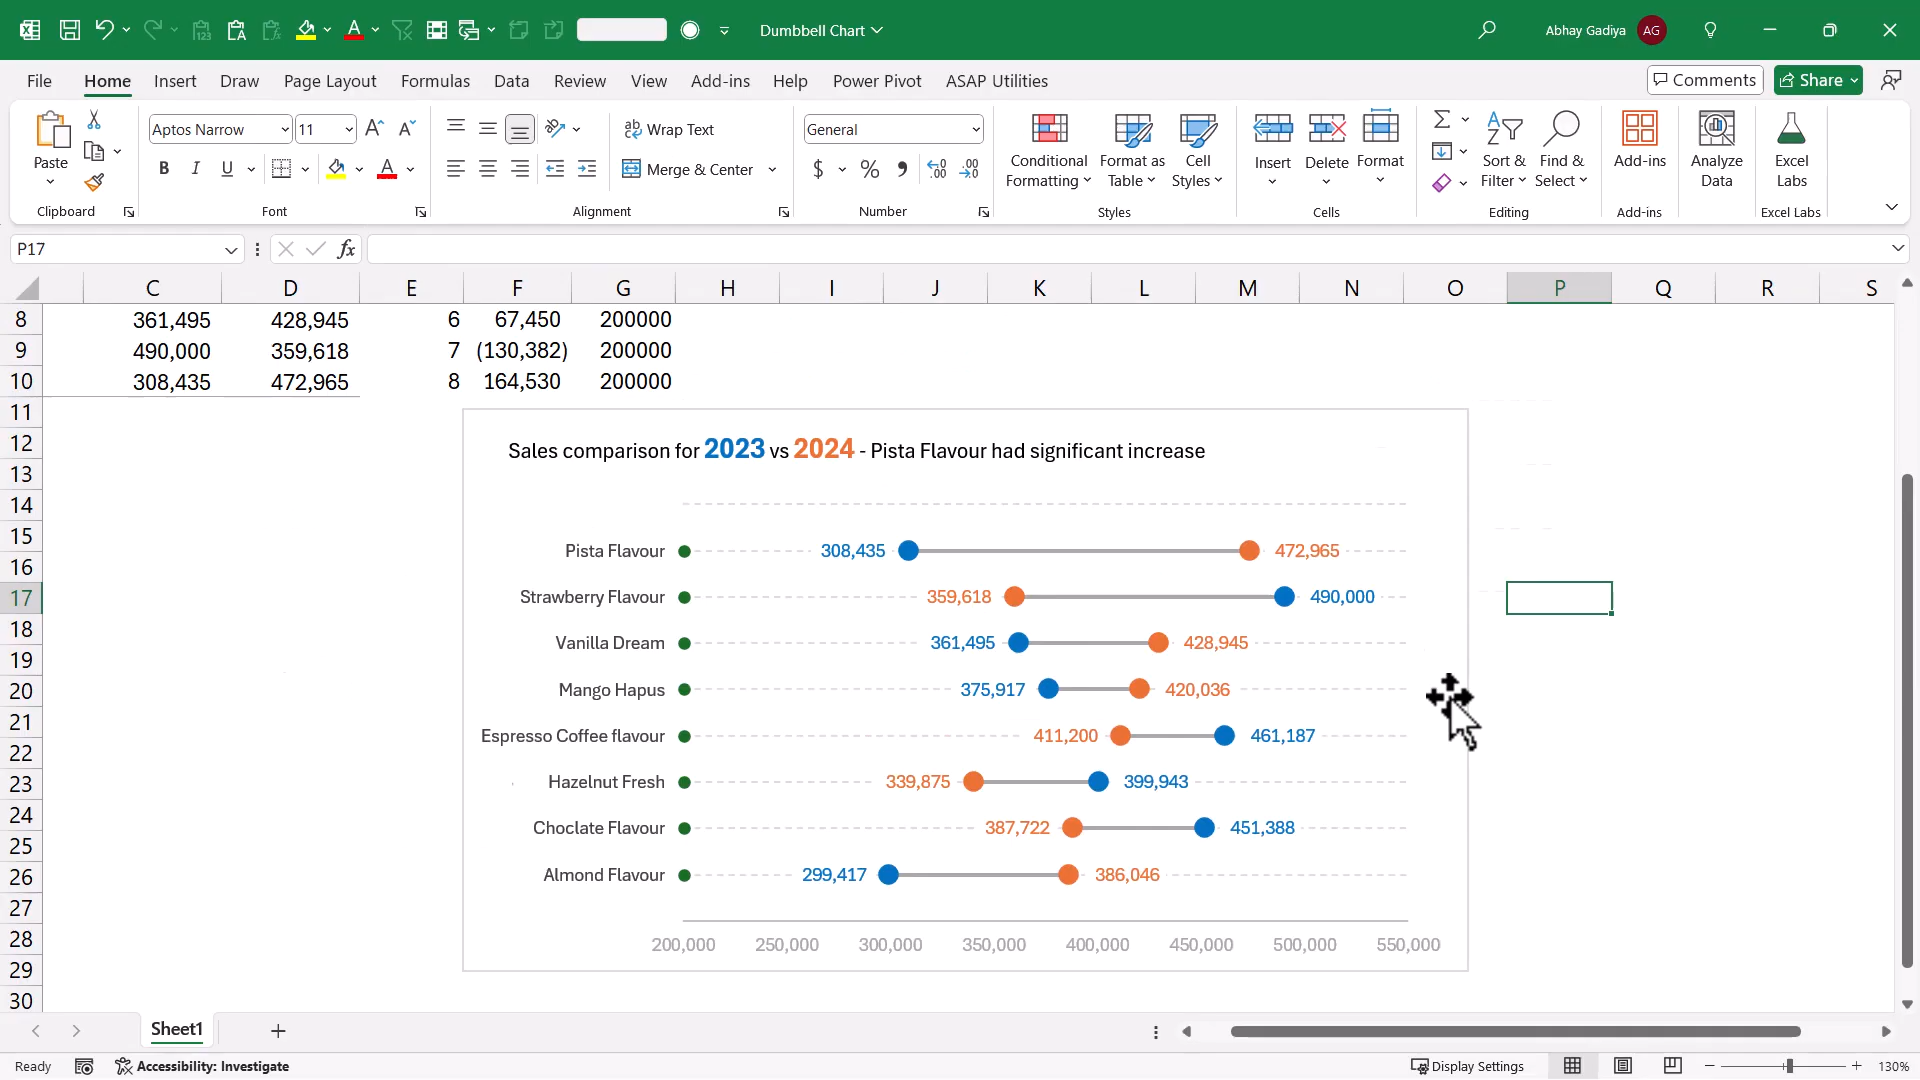 Dumbbell Chart
Abhay Gadiya AG
File Home Insert Draw Page Layout Formulas Data Review View Add-ins Help Power Pivot ASAP Utilities Comments Share
Paste
Clipboard
Aptos Narrow 11
B I U
Font
Wrap Text
Merge & Center
Alignment
General
$ % 9
Number
Conditional Formatting
Format as Table
Cell Styles
Styles
Insert Delete Format
Cells
Sort & Filter
Find & Select
Editing
Add-ins
Add-ins
Analyze Data
Excel Labs
Excel Labs
P17 fx
C D E F G H I J K L M N O P Q R S
8 361,495 428,945 6 67,450 200000
9 490,000 359,618 7 (130,382) 200000
10 308,435 472,965 8 164,530 200000
11
12
13
14
15
16
17
18
19
20
21
22
23
24
25
26
27
28
29
30
Sales comparison for 2023 vs 2024 - Pista Flavour had significant increase
Pista Flavour 308,435 472,965
Strawberry Flavour 359,618 490,000
Vanilla Dream 361,495 428,945
Mango Hapus 375,917 420,036
Espresso Coffee flavour 411,200 461,187
Hazelnut Fresh 339,875 399,943
Choclate Flavour 387,722 451,388
Almond Flavour 299,417 386,046
200,000 250,000 300,000 350,000 400,000 450,000 500,000 550,000
Sheet1
Ready Accessibility: Investigate Display Settings 130%